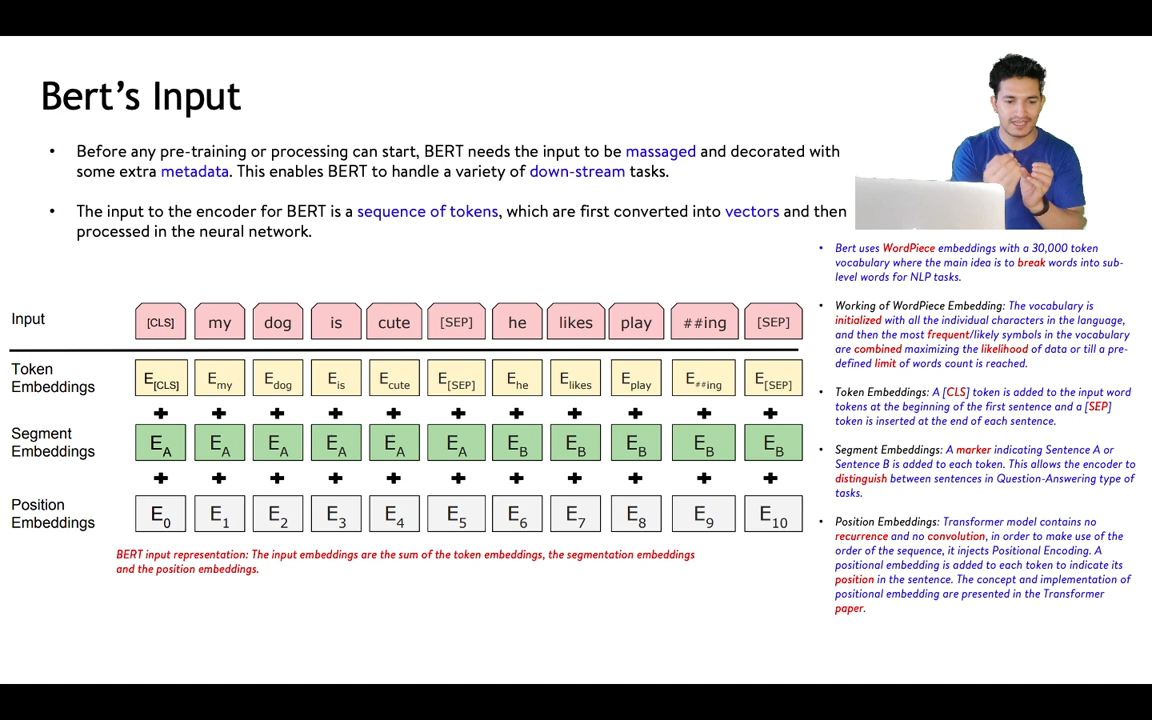 Bert's Input
• Before any pre-training or processing can start, BERT needs the input to be massaged and decorated with
some extra metadata. This enables BERT to handle a variety of down-stream tasks.
• The input to the encoder for BERT is a sequence of tokens, which are first converted into vectors and then
processed in the neural network.
Input [CLS] my dog is cute [SEP] he likes play ##ing [SEP]
Token
Embeddings
E[CLS] Emy Edog Eis Ecute E[SEP] Ehe Elikes Eplay E##ing E[SEP]
+ + + + + + + + + + +
Segment
Embeddings
EA EA EA EA EA EA EB EB EB EB EB
+ + + + + + + + + + +
Position
Embeddings
E0 E1 E2 E3 E4 E5 E6 E7 E8 E9 E10
BERT input representation: The input embeddings are the sum of the token embeddings, the segmentation embeddings
and the position embeddings.
• Bert uses WordPiece embeddings with a 30,000 token
vocabulary where the main idea is to break words into sub-
level words for NLP tasks.
• Working of WordPiece Embedding: The vocabulary is
initialized with all the individual characters in the language,
and then the most frequent/likely symbols in the vocabulary
are combined maximizing the likelihood of data or till a pre-
defined limit of words count is reached.
• Token Embeddings: A [CLS] token is added to the input word
tokens at the beginning of the first sentence and a [SEP]
token is inserted at the end of each sentence.
• Segment Embeddings: A marker indicating Sentence A or
Sentence B is added to each token. This allows the encoder to
distinguish between sentences in Question-Answering type of
tasks.
• Position Embeddings: Transformer model contains no
recurrence and no convolution, in order to make use of the
order of the sequence, it injects Positional Encoding. A
positional embedding is added to each token to indicate its
position in the sentence. The concept and implementation of
positional embedding are presented in the Transformer
paper.